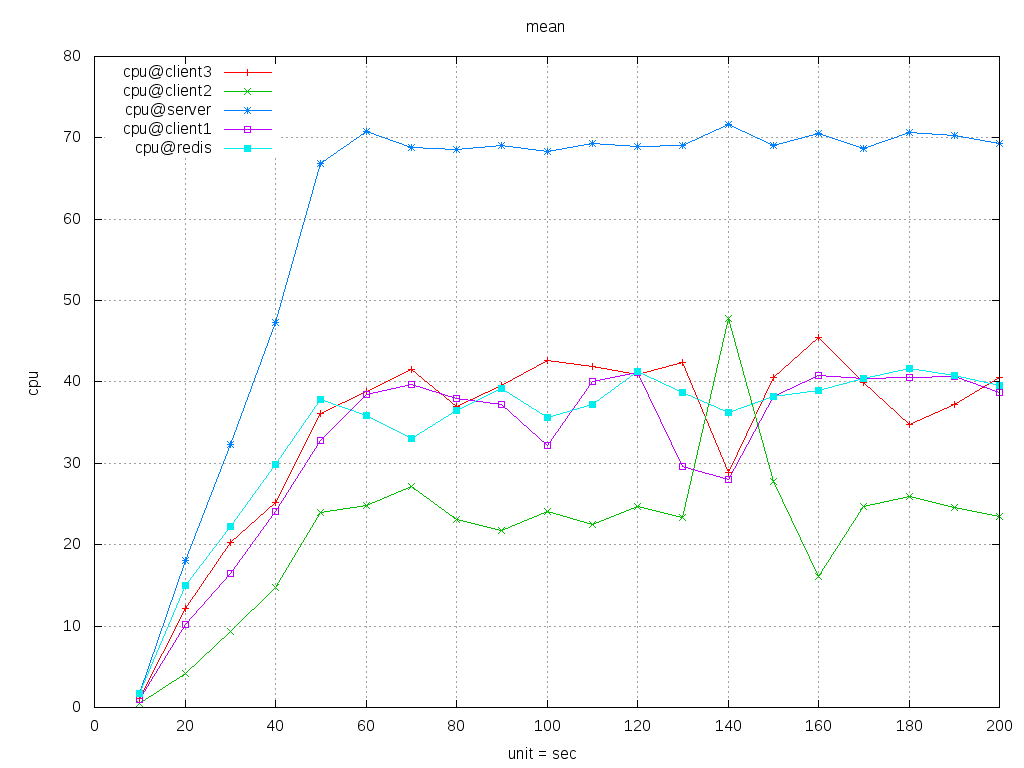 mean
80
70
60
50
40
30
20
10
0
cpu
cpu@client3
cpu@client2
cpu@server
cpu@client1
cpu@redis
0 20 40 60 80 100 120 140 160 180 200
unit = sec